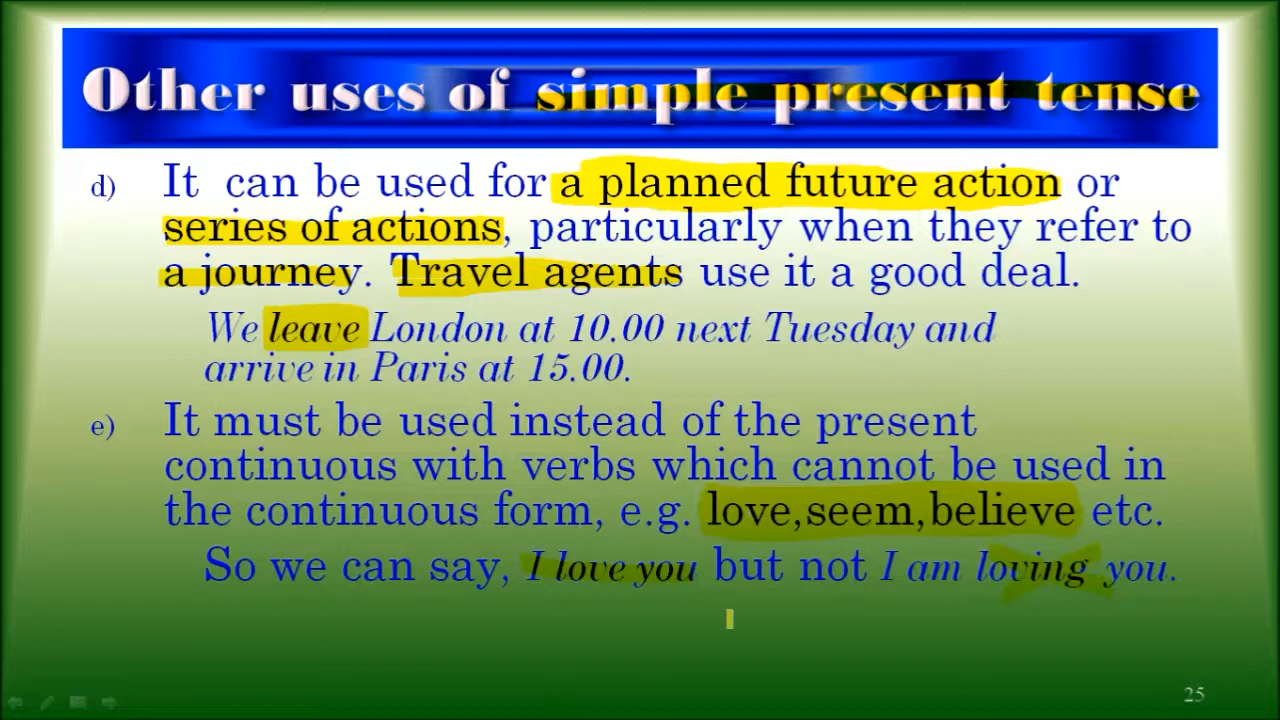 Other uses of simple present tense
d) It can be used for a planned future action or
series of actions, particularly when they refer to
a journey. Travel agents use it a good deal.
We leave London at 10.00 next Tuesday and
arrive in Paris at 15.00.
e) It must be used instead of the present
continuous with verbs which cannot be used in
the continuous form, e.g. love,seem,believe etc.
So we can say, I love you but not I am loving you.
25